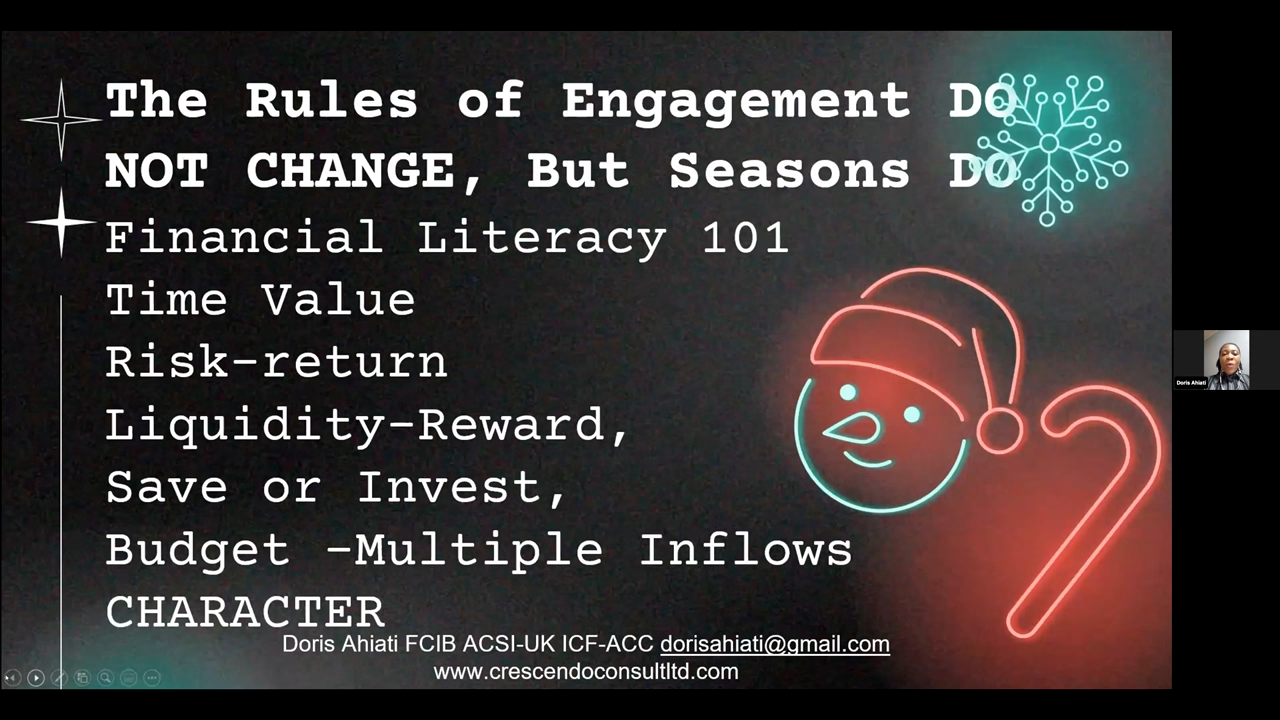 The Rules of Engagement DO
NOT CHANGE, But Seasons DO
Financial Literacy 101
Time Value
Risk-return
Liquidity-Reward,
Save or Invest,
Budget -Multiple Inflows
CHARACTER
Doris Ahiati FCIB ACSI-UK ICF-ACC dorisahiati@gmail.com
www.crescendoconsultltd.com
Doris Ahiati